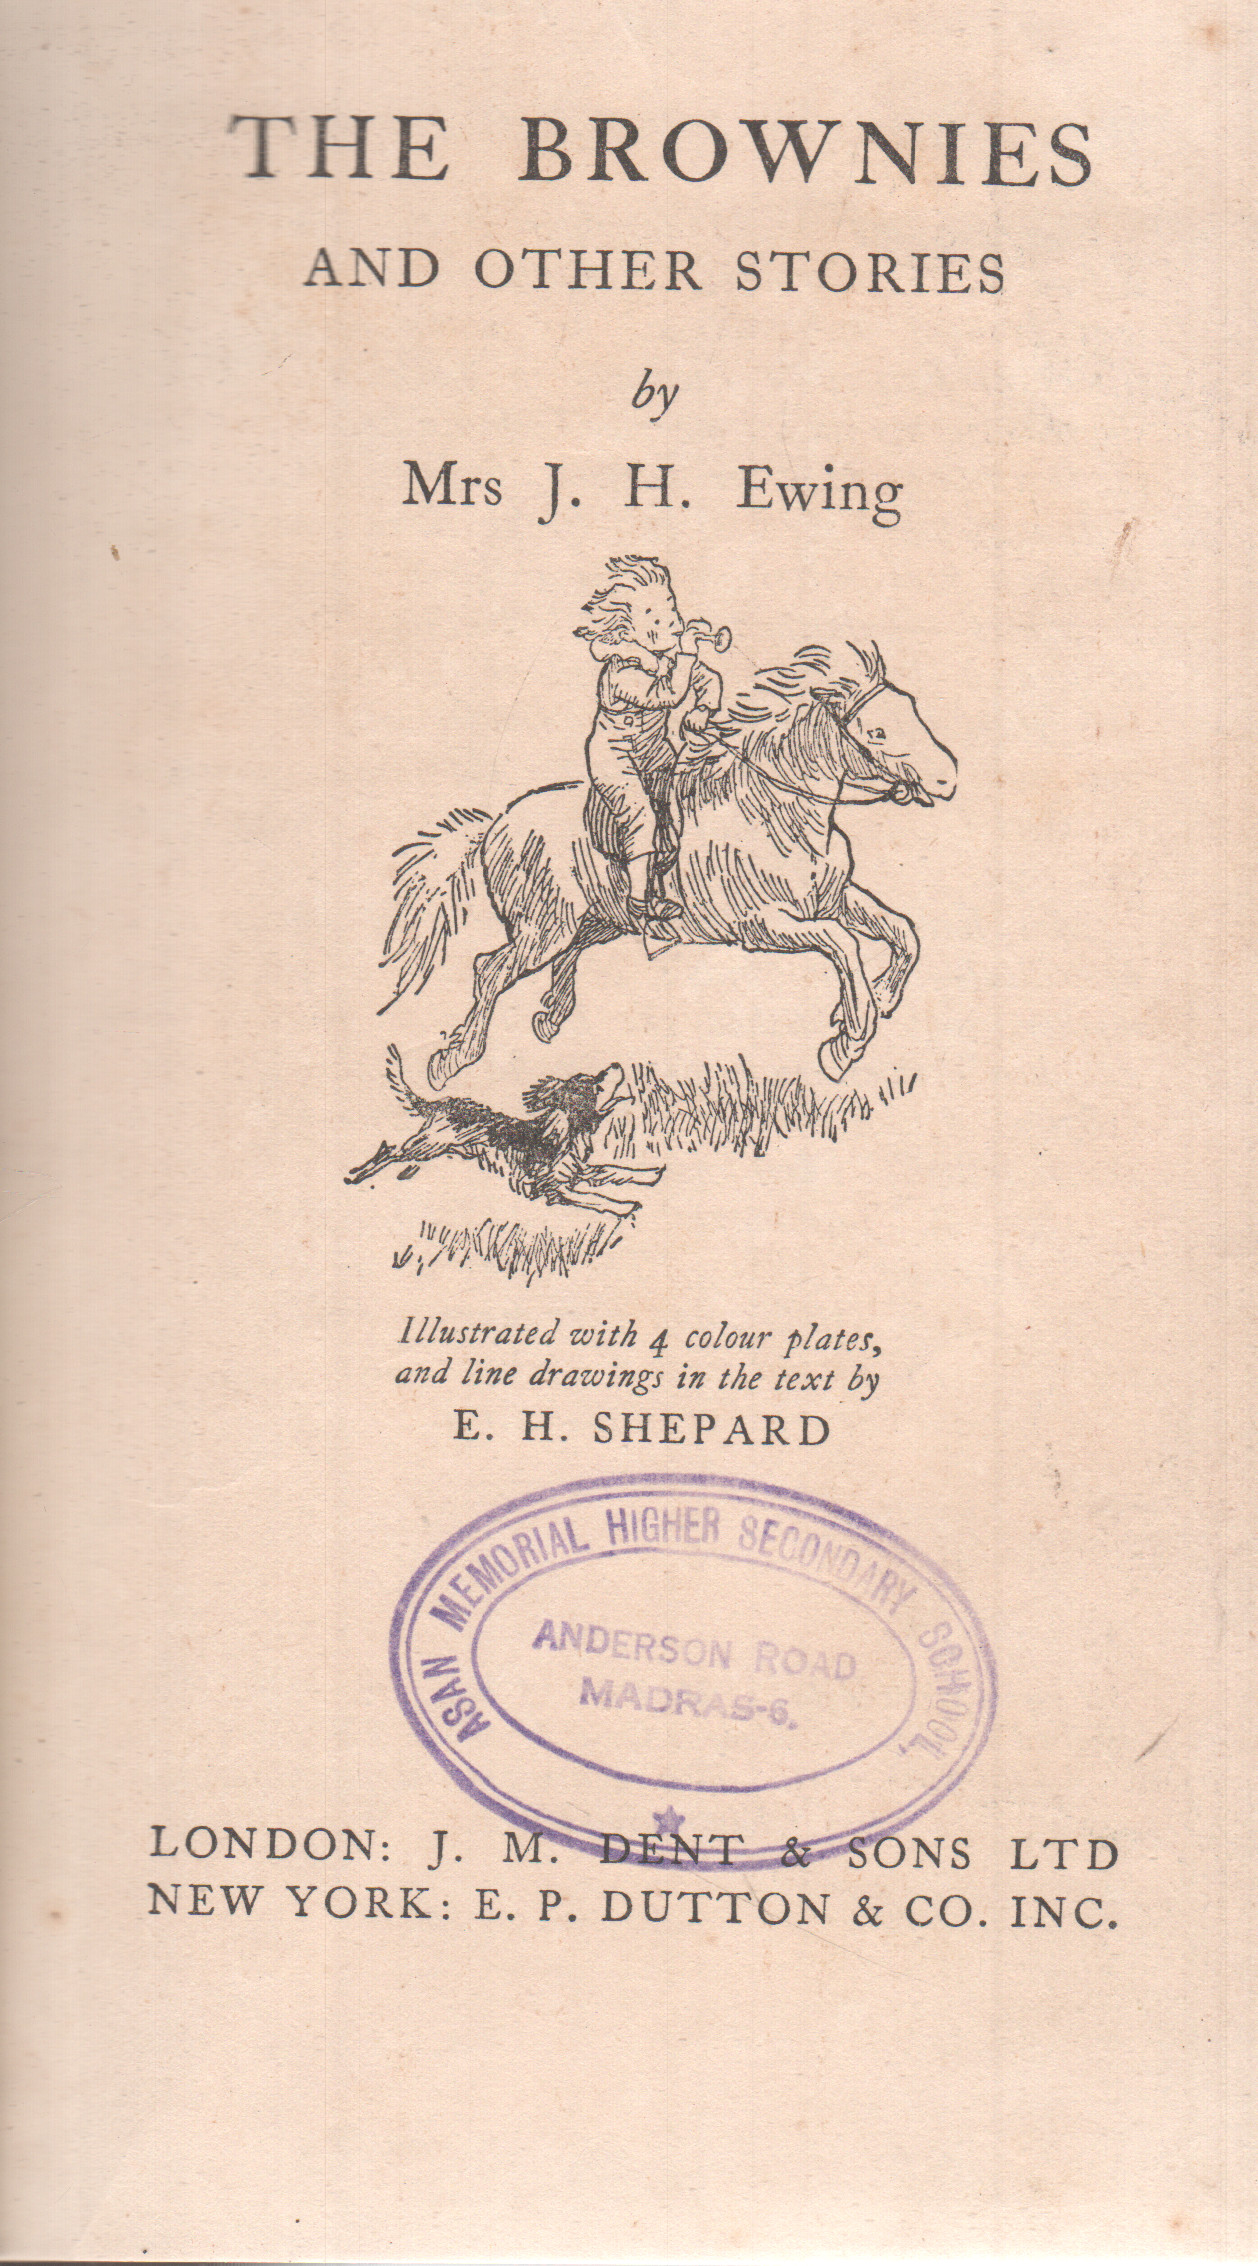 THE BROWNIES
AND OTHER STORIES
by
Mrs J. H. Ewing
Illustrated with 4 colour plates,
and line drawings in the text by
E. H. SHEPARD
ASAN MEMORIAL HIGHER SECONDARY SCHOOL,
ANDERSON ROAD
MADRAS-6.
LONDON: J. M. DENT & SONS LTD
NEW YORK: E. P. DUTTON & CO. INC.